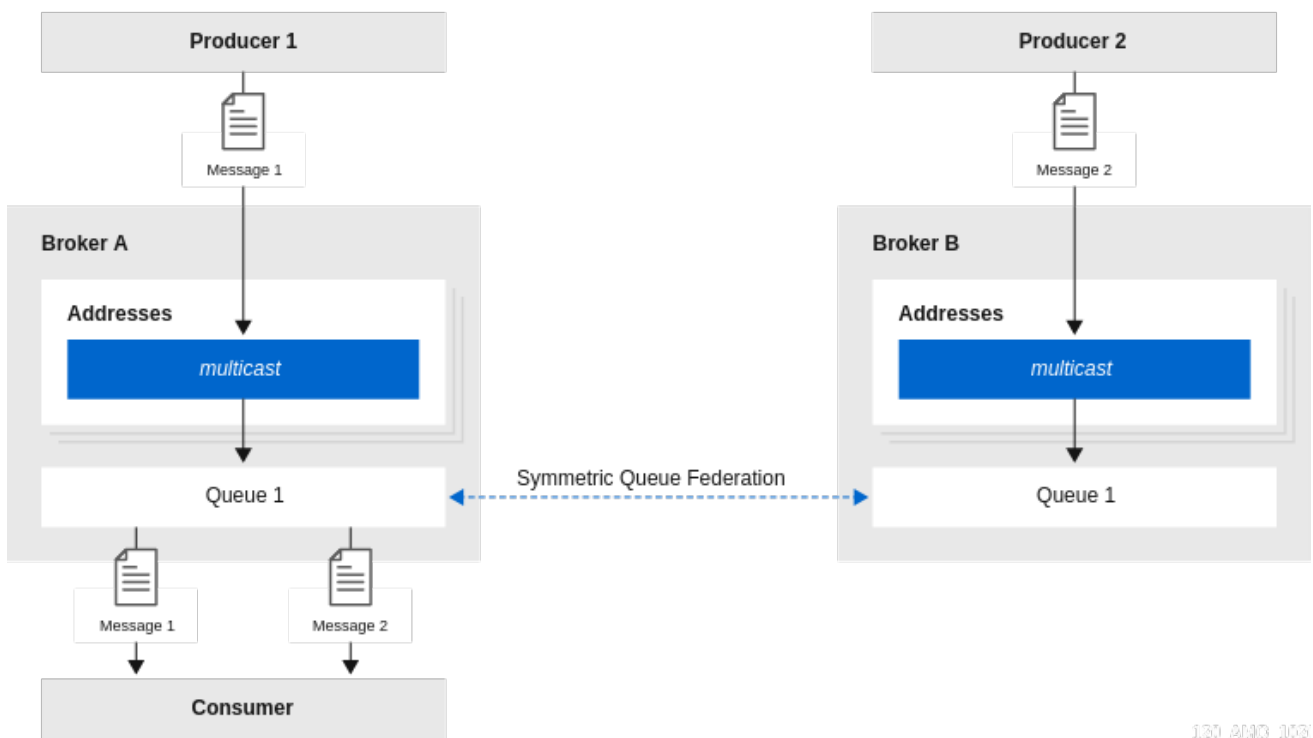 Producer 1
Producer 2
Message 1
Message 2
Broker A
Broker B
Addresses
Addresses
multicast
multicast
Symmetric Queue Federation
Queue 1
Queue 1
Message 1
Message 2
Consumer